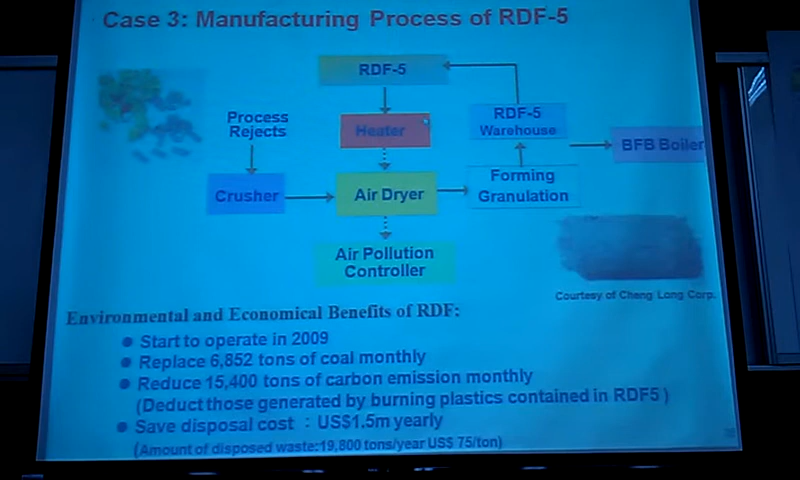 Case 3: Manufacturing Process of RDF-5
RDF-5
Process
Rejects
Heater
RDF-5
Warehouse
BFB Boiler
Crusher
Air Dryer
Forming
Granulation
Air Pollution
Controller
Courtesy of Cheng Long Corp.
Environmental and Economical Benefits of RDF:
Start to operate in 2009
Replace 6,852 tons of coal monthly
Reduce 15,400 tons of carbon emission monthly
(Deduct those generated by burning plastics contained in RDF5 )
Save disposal cost：US$1.5m yearly
(Amount of disposed waste:19,800 tons/year US$ 75/ton)